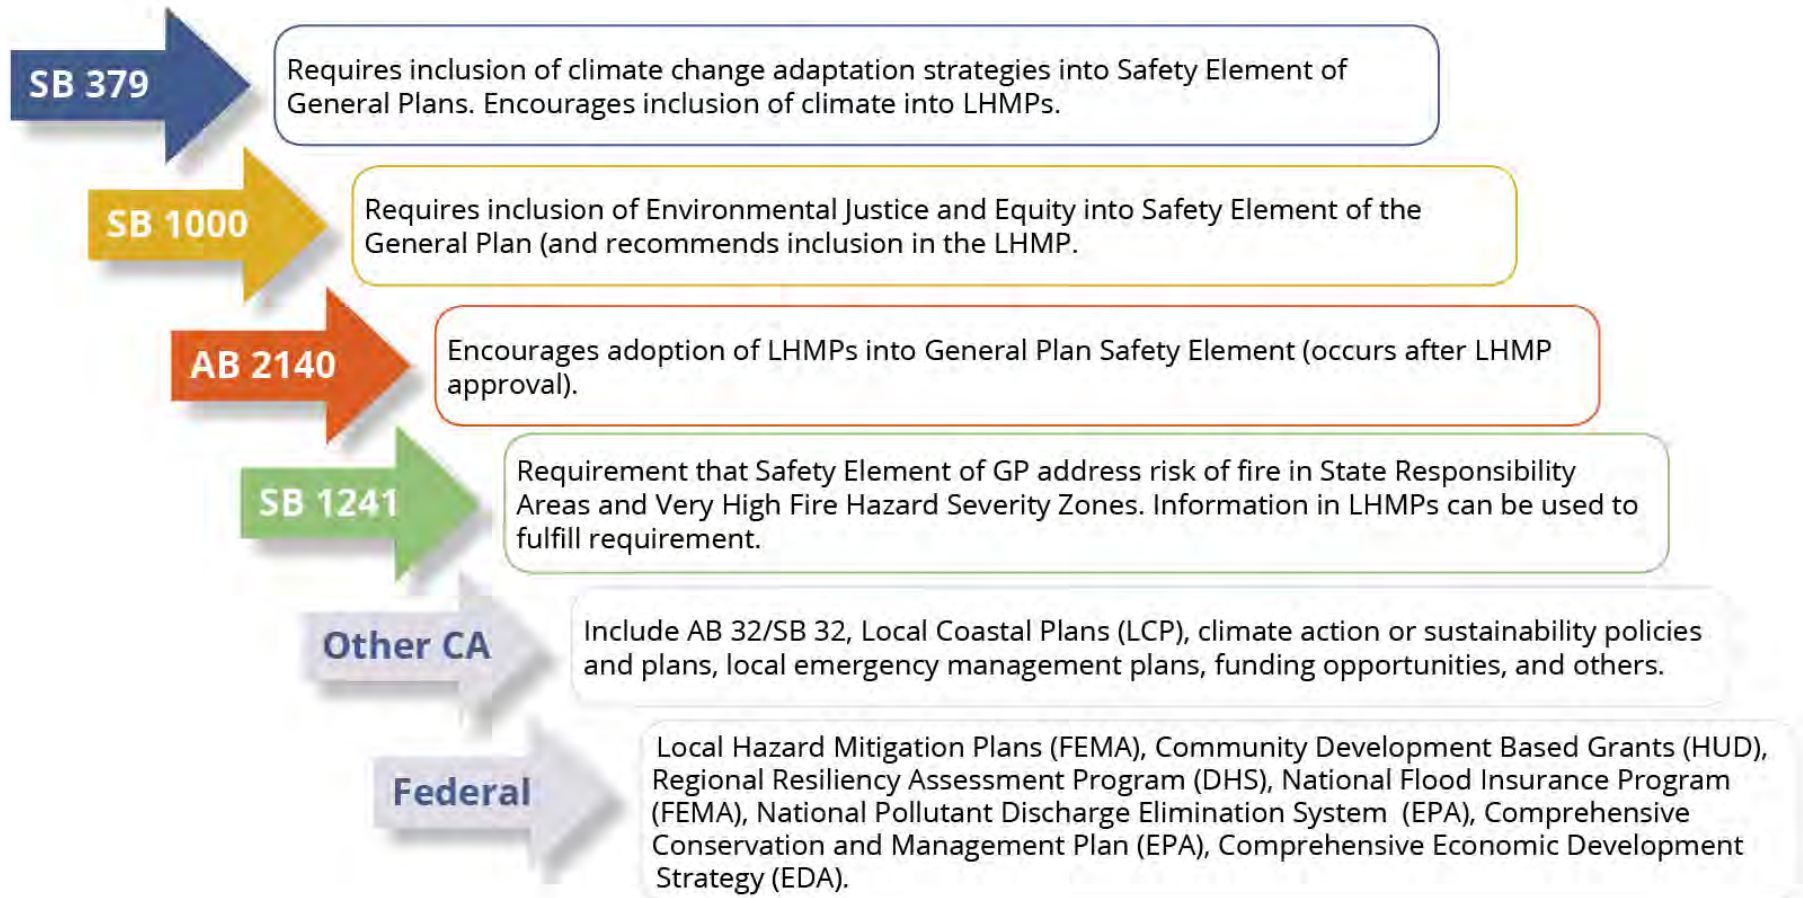 SB 379
Requires inclusion of climate change adaptation strategies into Safety Element of
General Plans. Encourages inclusion of climate into LHMPs.
SB 1000
Requires inclusion of Environmental Justice and Equity into Safety Element of the
General Plan (and recommends inclusion in the LHMP.
AB 2140
Encourages adoption of LHMPs into General Plan Safety Element (occurs after LHMP
approval).
SB 1241
Requirement that Safety Element of GP address risk of fire in State Responsibility
Areas and Very High Fire Hazard Severity Zones. Information in LHMPs can be used to
fulfill requirement.
Other CA
Include AB 32/SB 32, Local Coastal Plans (LCP), climate action or sustainability policies
and plans, local emergency management plans, funding opportunities, and others.
Federal
Local Hazard Mitigation Plans (FEMA), Community Development Based Grants (HUD),
Regional Resiliency Assessment Program (DHS), National Flood Insurance Program
(FEMA), National Pollutant Discharge Elimination System (EPA), Comprehensive
Conservation and Management Plan (EPA), Comprehensive Economic Development
Strategy (EDA).